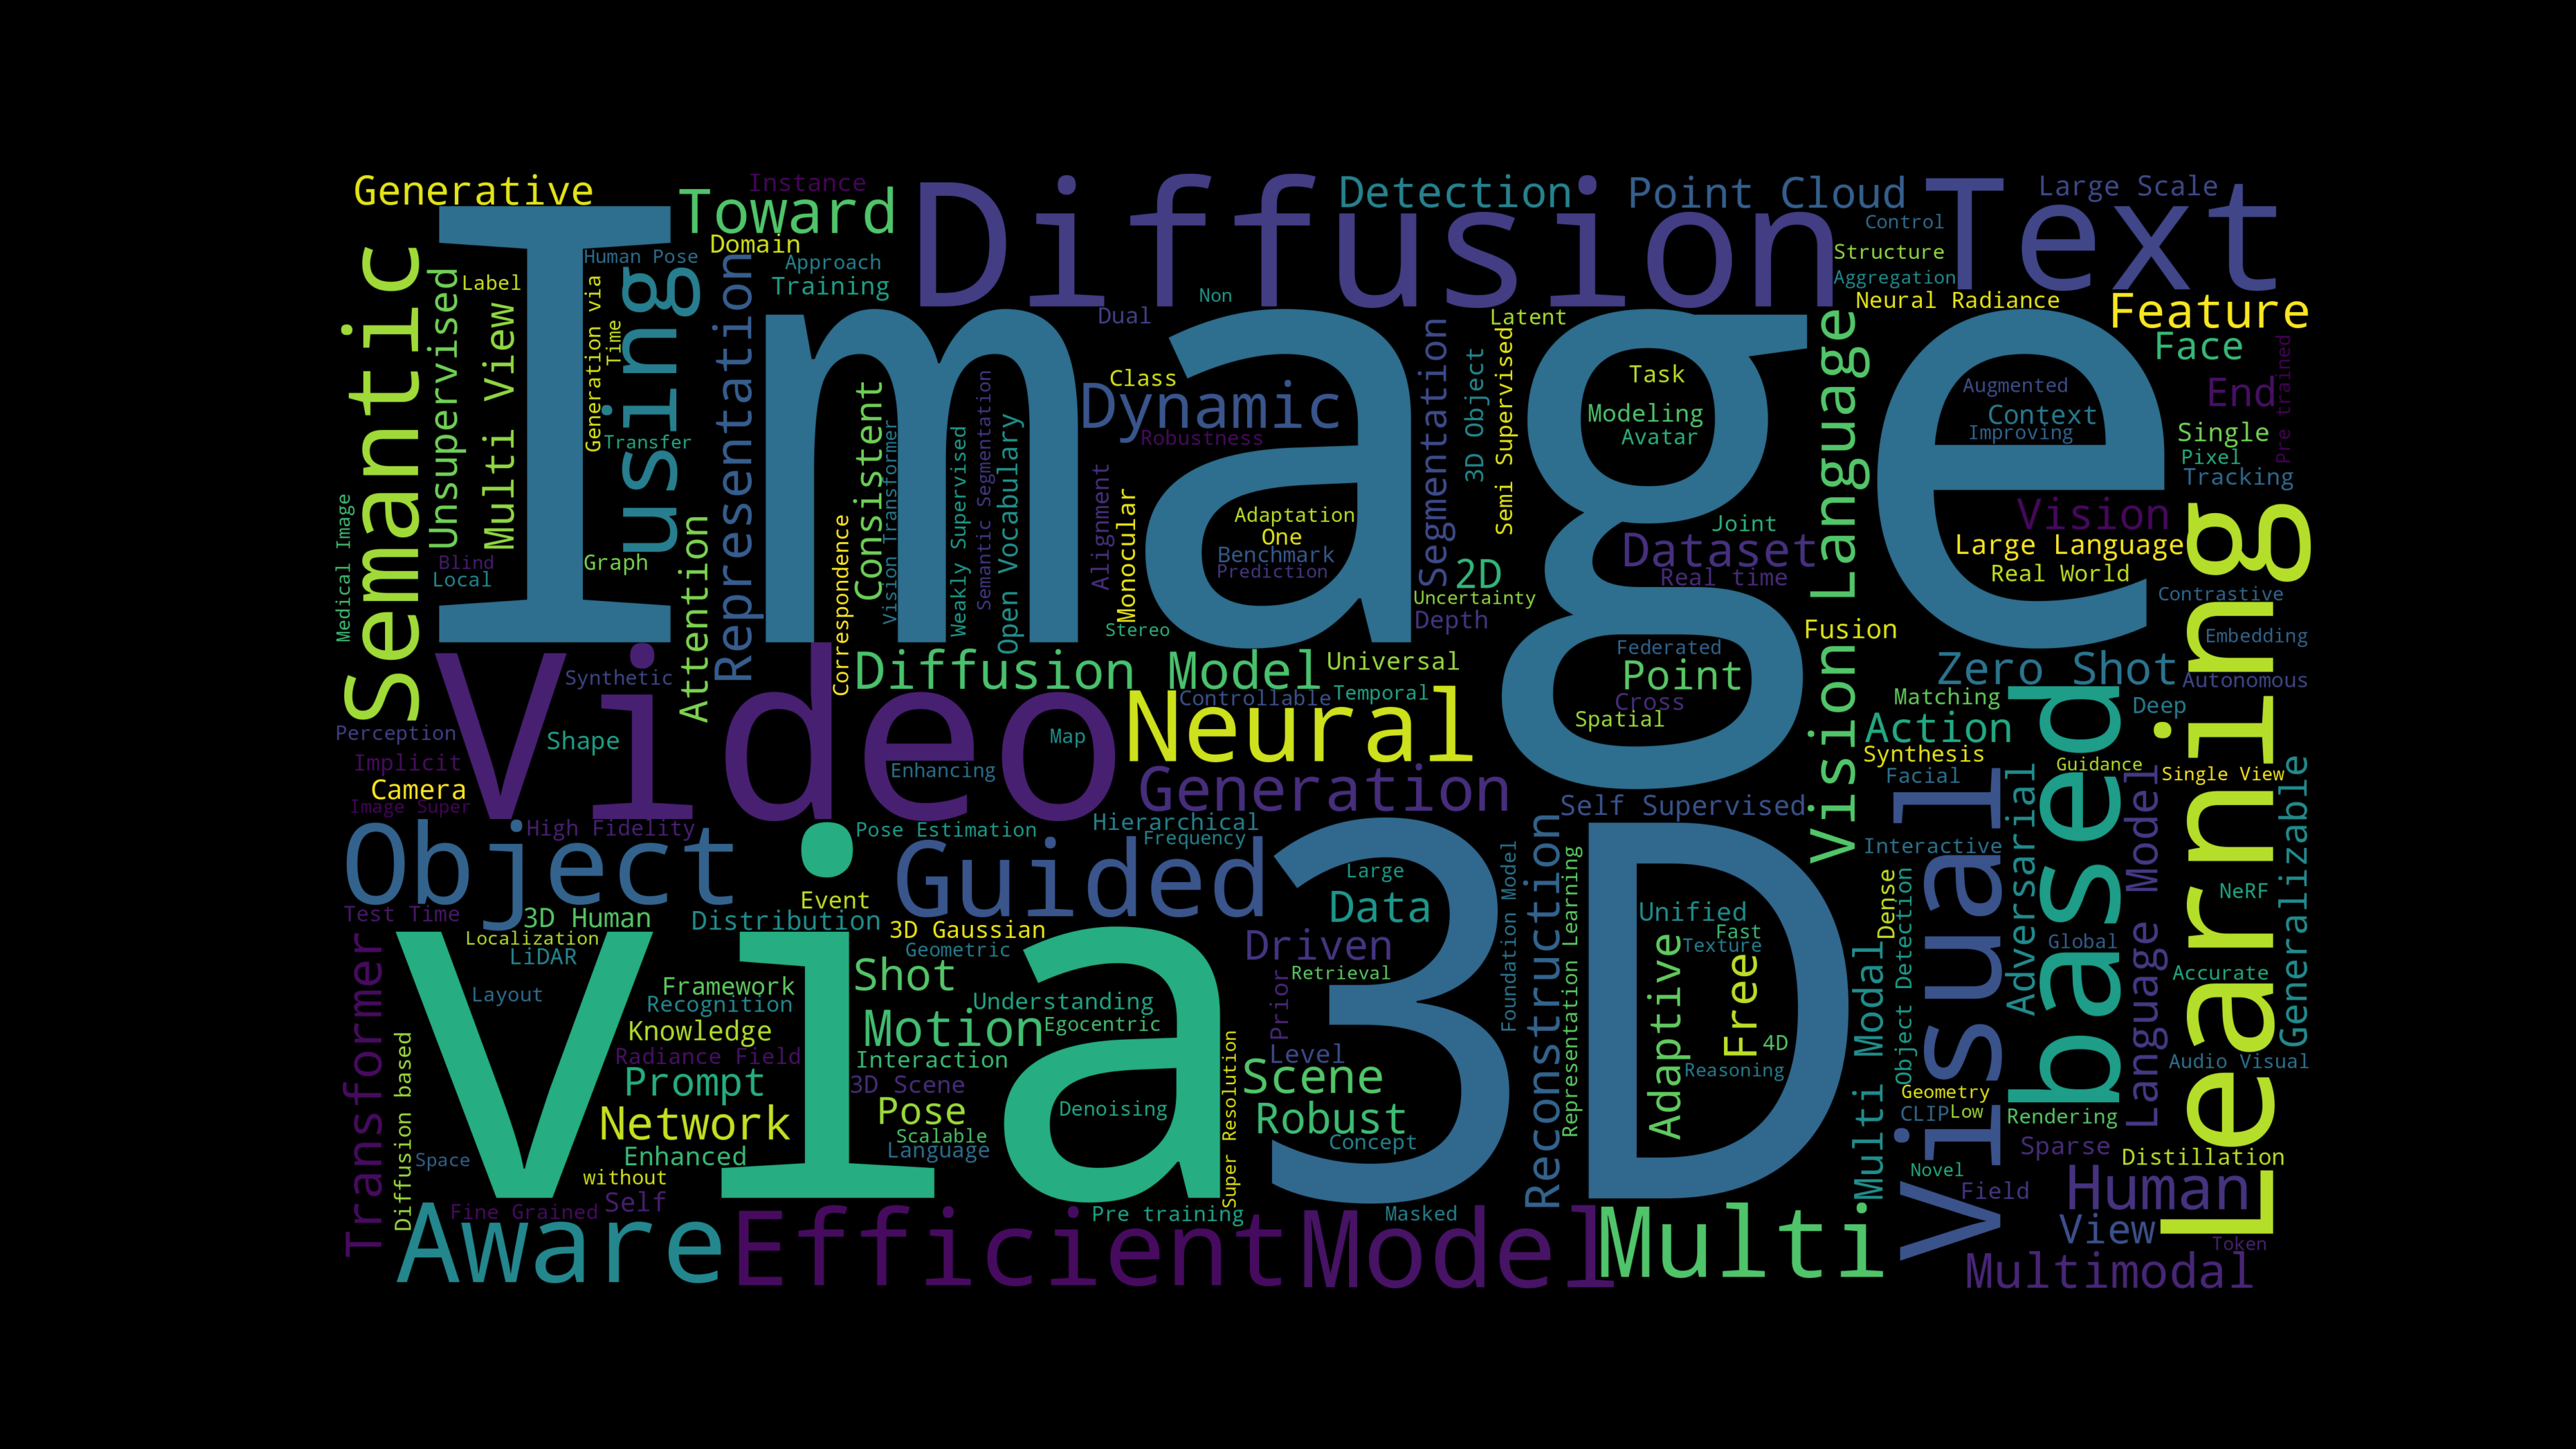 Generative
Instance
Toward
Diffusion
Detection
Point Cloud
Text
Large Scale
Control
Domain
Structure
Human Pose
Approach
Aggregation
Label
Training
Non
Neural Radiance
Feature
Image
Semantic
Unsupervised
Multi View
Generation via
Time
using
Representation
Dual
Latent
Face
Class
Task
Pre trained
Dynamic
Augmented
End
Modeling
Context
Transfer
Robustness
Avatar
Improving
Single
Pixel
Tracking
Consistent
Vision Transformer
Weakly Supervised
Semantic Segmentation
Open Vocabulary
Segmentation
3D Object
Semi Supervised
Vision Language
Medical Image
Attention
Correspondence
Alignment
Monocular
Adaptation
One
Benchmark
Prediction
Joint
Vision
Dataset
Large Language
Blind
Graph
Local
2D
Real time
Real World
Uncertainty
Contrastive
Depth
Stereo
Fusion
Embedding
Learning
Video
Synthetic
Diffusion Model
Universal
Federated
Point
Zero Shot
Autonomous
Controllable
Temporal
Cross
Matching
Deep
Neural
Spatial
Action
Perception
Shape
Map
Synthesis
Guidance
Implicit
Enhancing
Facial
Single View
Camera
Generation
Image Super
Self Supervised
High Fidelity
Pose Estimation
Hierarchical
Frequency
Interactive
Object
via
Guided
3D
Large
Visual
based
Adversarial
Language Model
Generalizable
Event
Data
NeRF
Test Time
3D Human
Distribution
3D Gaussian
Unified
Fast
Dense
Object Detection
Localization
Geometric
Driven
Texture
Global
LiDAR
Shot
Retrieval
Accurate
Transformer
Framework
Layout
Recognition
Understanding
Prior
Foundation Model
Reconstruction
Representation Learning
Adaptive
Free
Multi Modal
Knowledge
Motion
Egocentric
4D
Radiance Field
Interaction
Level
Reasoning
Audio Visual
Diffusion based
Prompt
3D Scene
Scene
Geometry
Network
Pose
Denoising
Super Resolution
Robust
CLIP
Low
Rendering
Scalable
Concept
Sparse
Space
Enhanced
Language
Distillation
without
Novel
Fine Grained
Self
Pre training
Masked
Field
Human
View
Token
Aware
Efficient
Model
Multi
Multimodal